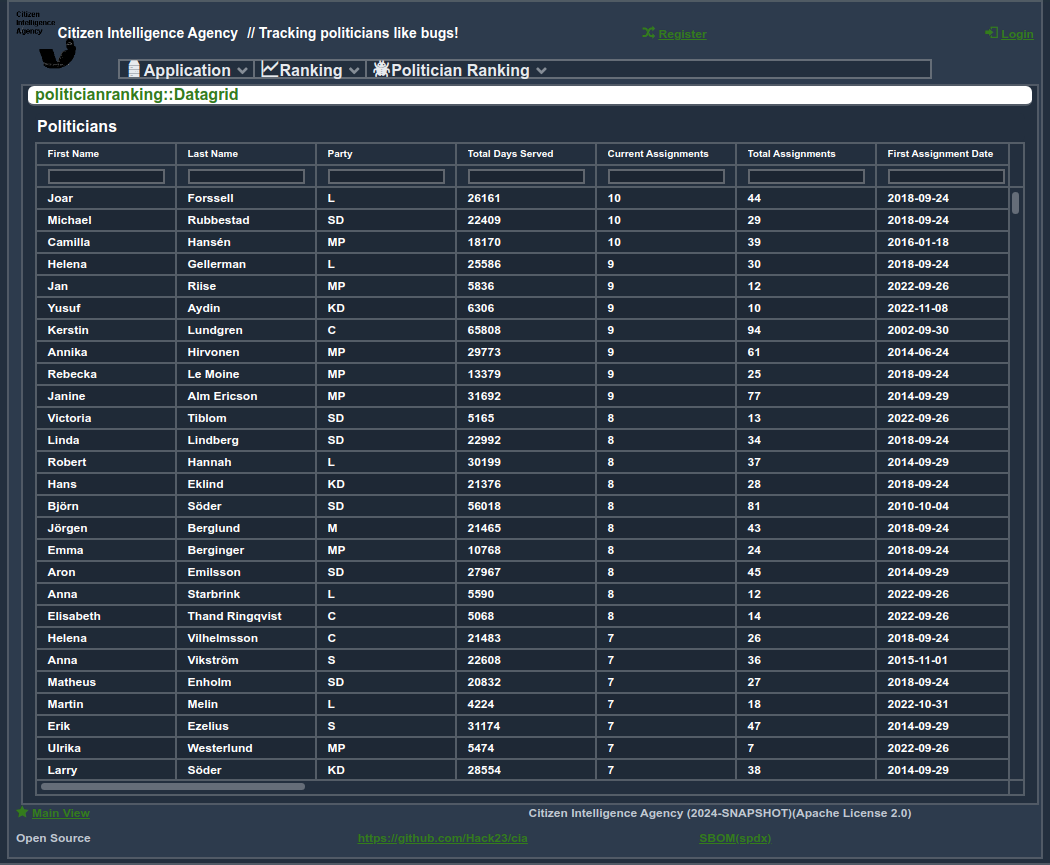 Citizen
Intelligence
Agency
Citizen Intelligence Agency // Tracking politicians like bugs!
Register
Login
Application
Ranking
Politician Ranking
politicianranking::Datagrid
Politicians
First Name Last Name Party Total Days Served Current Assignments Total Assignments First Assignment Date
Joar Forssell L 26161 10 44 2018-09-24
Michael Rubbestad SD 22409 10 29 2018-09-24
Camilla Hansén MP 18170 10 39 2016-01-18
Helena Gellerman L 25586 9 30 2018-09-24
Jan Riise MP 5836 9 12 2022-09-26
Yusuf Aydin KD 6306 9 10 2022-11-08
Kerstin Lundgren C 65808 9 94 2002-09-30
Annika Hirvonen MP 29773 9 61 2014-06-24
Rebecka Le Moine MP 13379 9 25 2018-09-24
Janine Alm Ericson MP 31692 9 77 2014-09-29
Victoria Tiblom SD 5165 8 13 2022-09-26
Linda Lindberg SD 22992 8 34 2018-09-24
Robert Hannah L 30199 8 37 2014-09-29
Hans Eklind KD 21376 8 28 2018-09-24
Björn Söder SD 56018 8 81 2010-10-04
Jörgen Berglund M 21465 8 43 2018-09-24
Emma Berginger MP 10768 8 24 2018-09-24
Aron Emilsson SD 27967 8 45 2014-09-29
Anna Starbrink L 5590 8 12 2022-09-26
Elisabeth Thand Ringqvist C 5068 8 14 2022-09-26
Helena Vilhelmsson C 21483 7 26 2018-09-24
Anna Vikström S 22608 7 36 2015-11-01
Matheus Enholm SD 20832 7 27 2018-09-24
Martin Melin L 4224 7 18 2022-10-31
Erik Ezelius S 31174 7 47 2014-09-29
Ulrika Westerlund MP 5474 7 7 2022-09-26
Larry Söder KD 28554 7 38 2014-09-29
Main View
Citizen Intelligence Agency (2024-SNAPSHOT)(Apache License 2.0)
Open Source
https://github.com/Hack23/cia
SBOM(spdx)